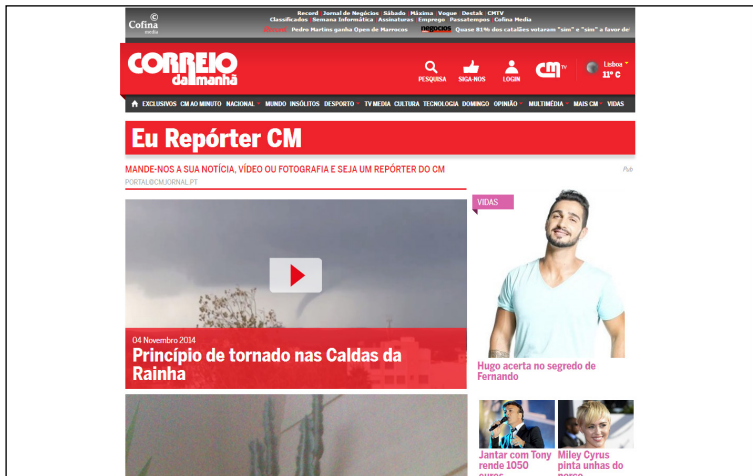 ©
Cofina
media
Record Jornal de Negócios Sábado Máxima Vogue Destak CMTV
Classificados Semana Informática Assinaturas Emprego Passatempos Cofina Media
Pedro Martins ganha Open de Marrocos negócios Quase 81% dos catalães votaram "sim" e "sim" a favor de
CORREIO
da manhã
PESQUISA SIGA-NOS LOGIN
cm TV
Lisboa
11º C
EXCLUSIVOS CM AO MINUTO NACIONAL MUNDO INSÓLITOS DESPORTO TV MEDIA CULTURA TECNOLOGIA DOMINGO OPINIÃO MULTIMÉDIA MAIS CM VIDAS
Eu Repórter CM
MANDE-NOS A SUA NOTÍCIA, VÍDEO OU FOTOGRAFIA E SEJA UM REPÓRTER DO CM
PORTAL@CMJORNAL.PT
Pub
04 Novembro 2014
Princípio de tornado nas Caldas da
Rainha
VIDAS
Hugo acerta no segredo de
Fernando
Jantar com Tony
rende 1050
euros
Miley Cyrus
pinta unhas do
porco